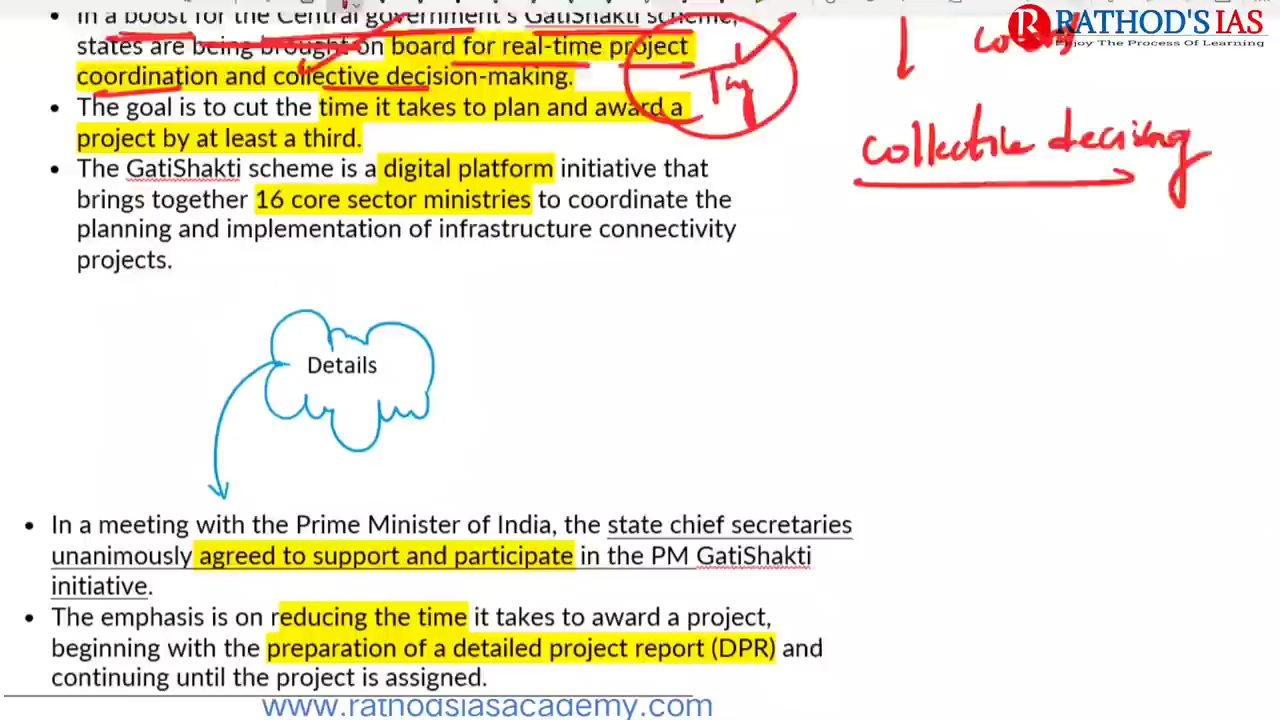 In a boost for the Central government's GatiShakti scheme,
RATHOD'S IAS
Enjoy The Process Of Learning
states are being brought on board for real-time project
coordination and collective decision-making.
The goal is to cut the time it takes to plan and award a
project by at least a third.
collective
The GatiShakti scheme is a digital platform initiative that
brings together 16 core sector ministries to coordinate the
planning and implementation of infrastructure connectivity
projects.
Details
In a meeting with the Prime Minister of India, the state chief secretaries
unanimously agreed to support and participate in the PM GatiShakti
initiative.
The emphasis is on reducing the time it takes to award a project,
beginning with the preparation of a detailed project report (DPR) and
continuing until the project is assigned.
www.rathodsiasacademy.com